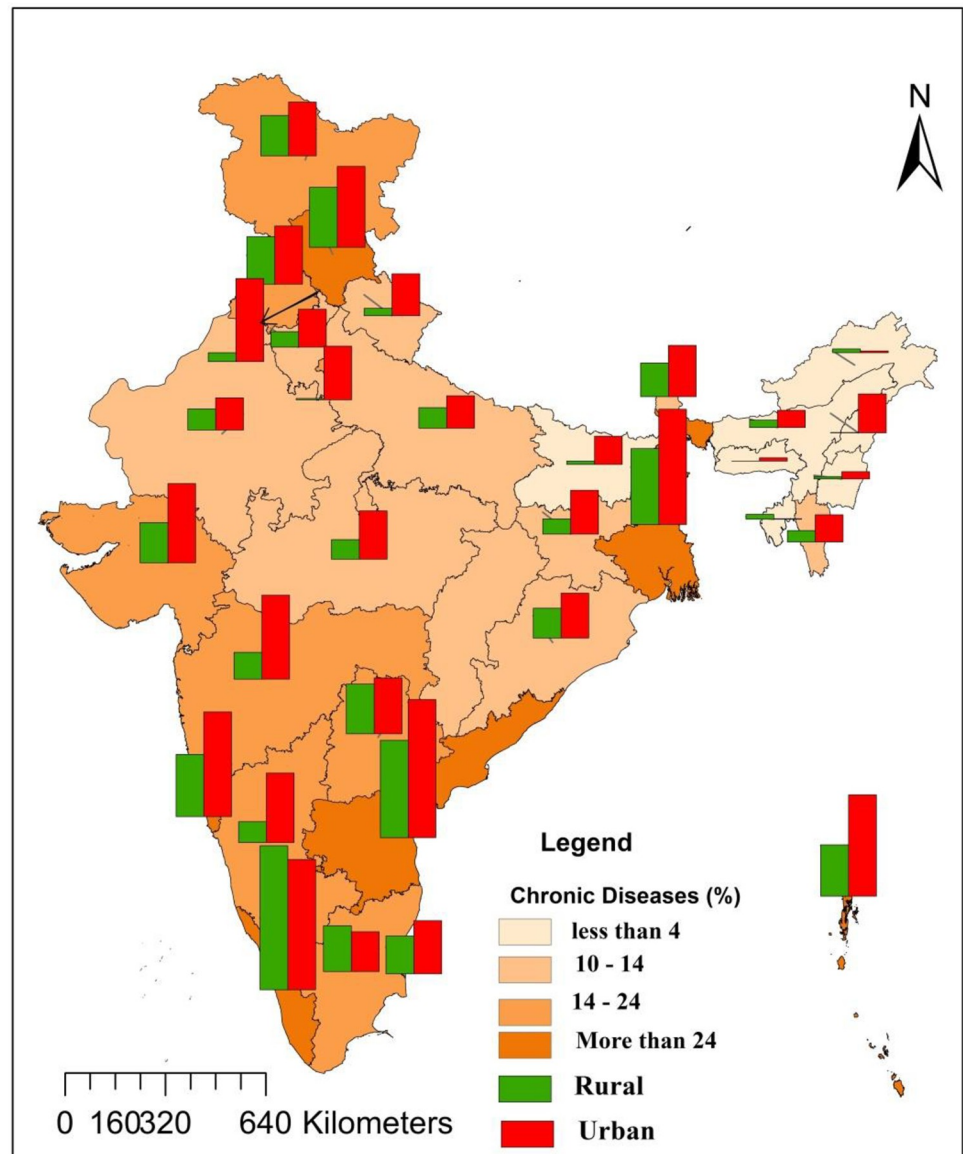 N
Legend
Chronic Diseases (%)
less than 4
10 - 14
14 - 24
More than 24
Rural
Urban
0 160320 640 Kilometers